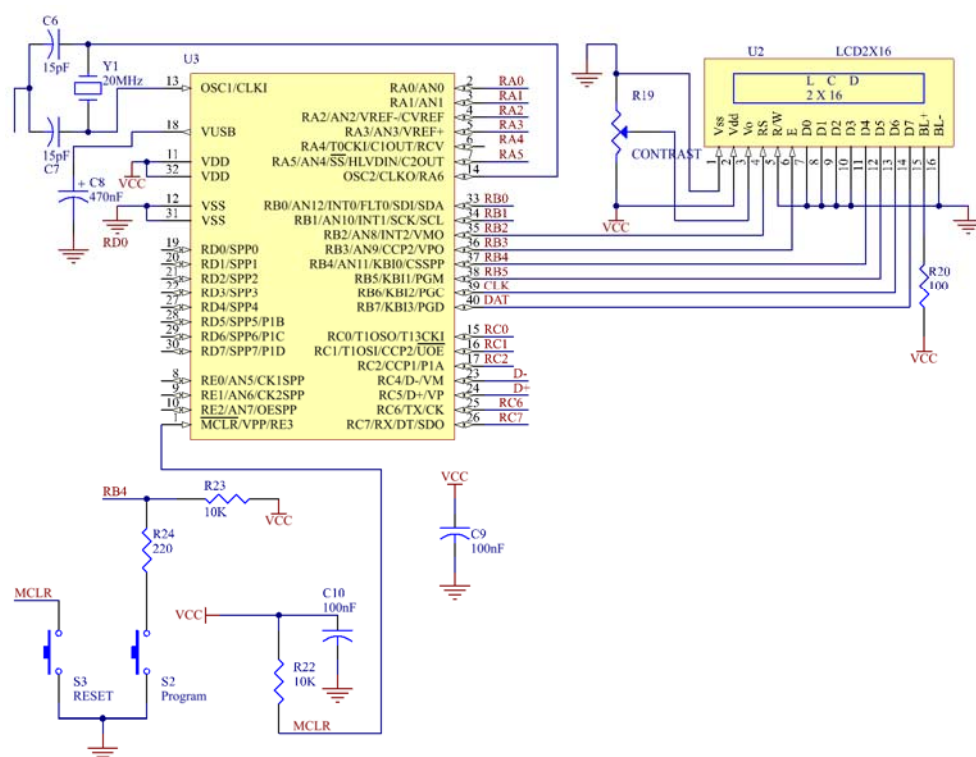 C6
15pF
Y1
20MHz
15pF
C7
C8
470nF
VCC
RD0
U3
13 OSC1/CLKI
18 VUSB
11 VDD
32 VDD
12 VSS
31 VSS
19 RD0/SPP0
20 RD1/SPP1
21 RD2/SPP2
22 RD3/SPP3
27 RD4/SPP4
28 RD5/SPP5/P1B
29 RD6/SPP6/P1C
30 RD7/SPP7/P1D
8 RE0/AN5/CK1SPP
9 RE1/AN6/CK2SPP
10 RE2/AN7/OESPP
1 MCLR/VPP/RE3
RA0/AN0 2 RA0
RA1/AN1 3 RA1
RA2/AN2/VREF-/CVREF 4 RA2
RA3/AN3/VREF+ 5 RA3
RA4/T0CKI/C1OUT/RCV 6 RA4
RA5/AN4/SS/HLVDIN/C2OUT 7 RA5
OSC2/CLKO/RA6 14
RB0/AN12/INT0/FLT0/SDI/SDA 33 RB0
RB1/AN10/INT1/SCK/SCL 34 RB1
RB2/AN8/INT2/VMO 35 RB2
RB3/AN9/CCP2/VPO 36 RB3
RB4/AN11/KBI0/CSSPP 37 RB4
RB5/KBI1/PGM 38 RB5
RB6/KBI2/PGC 39 CLK
RB7/KBI3/PGD 40 DAT
RC0/T1OSO/T13CKI 15 RC0
RC1/T1OSI/CCP2/UOE 16 RC1
RC2/CCP1/P1A 17 RC2
RC4/D-/VM 23 D-
RC5/D+/VP 24 D+
RC6/TX/CK 25 RC6
RC7/RX/DT/SDO 26 RC7
U2 LCD2X16
L C D
2 X 16
Vss Vdd Vo RS R/W E D0 D1 D2 D3 D4 D5 D6 D7 BL+ BL-
1 2 3 4 5 6 7 8 9 10 11 12 13 14 15 16
R19
CONTRAST
VCC
R20
100
VCC
RB4
R23
10K
VCC
R24
220
MCLR
S3
RESET
S2
Program
VCC
C10
100nF
R22
10K
MCLR
VCC
C9
100nF